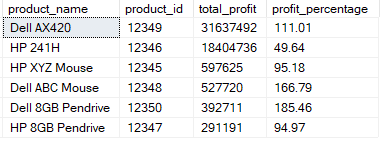 product_name product_id total_profit profit_percentage
Dell AX420 12349 31637492 111.01
HP 241H 12346 18404736 49.64
HP XYZ Mouse 12345 597625 95.18
Dell ABC Mouse 12348 527720 166.79
Dell 8GB Pendrive 12350 392711 185.46
HP 8GB Pendrive 12347 291191 94.97